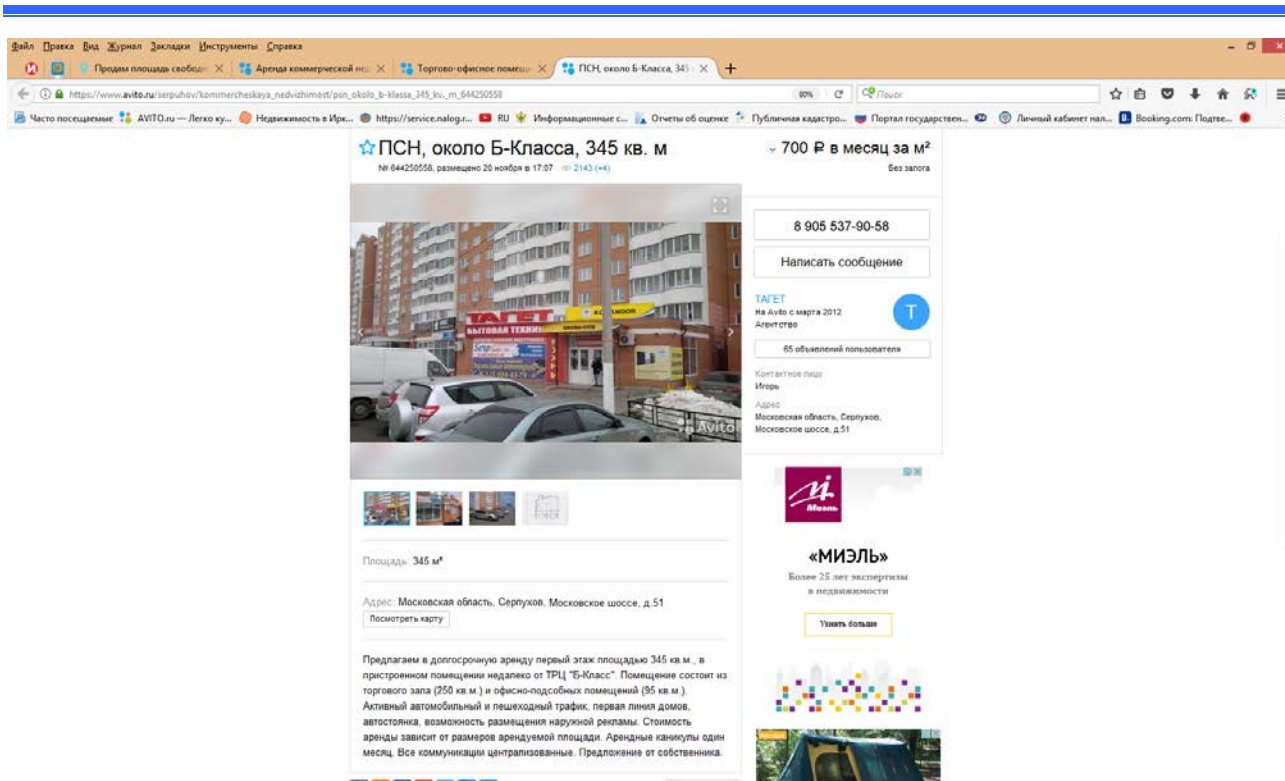 Файл Правка Вид Журнал Закладки Инструменты Справка
Продам площадь свобод
Аренда коммерческой не
Торгово-офисное помещ
ПСН, около Б-Класса, 345
https://www.avito.ru/serpuhov/kommercheskaya_nedvizhimost/psn_okolo_b-klassa_345_kv._m_644250558
90%
Поиск
Часто посещаемые
AVITO.ru — Легко ку...
Недвижимость в Ирк...
https://service.nalog.r...
RU
Информационные с...
Отчеты об оценке
Публичная кадастро...
Портал государствен...
Личный кабинет нал...
Booking.com: Подтве...
ПСН, около Б-Класса, 345 кв. м
№ 644250558, размещено 20 ноября в 17:07 2143 (+4)
700 ₽ в месяц за м²
Без залога
8 905 537-90-58
Написать сообщение
ТАГЕТ
На Avito с марта 2012
Агентство
Т
65 объявлений пользователя
Контактное лицо
Игорь
Адрес
Московская область, Серпухов,
Московское шоссе, д.51
ТАГЕТ
БЫТОВАЯ ТЕХНИК
Avito
Миэль
«МИЭЛЬ»
Более 25 лет экспертизы
в недвижимости
Узнать больше
Площадь: 345 м²
Адрес: Московская область, Серпухов, Московское шоссе, д.51
Посмотреть карту
Предлагаем в долгосрочную аренду первый этаж площадью 345 кв.м., в
пристроенном помещении недалеко от ТРЦ "Б-Класс". Помещение состоит из
торгового зала (250 кв.м.) и офисно-подсобных помещений (95 кв.м.).
Активный автомобильный и пешеходный трафик, первая линия домов,
автостоянка, возможность размещения наружной рекламы. Стоимость
аренды зависит от размеров арендуемой площади. Арендные каникулы один
месяц. Все коммуникации централизованные. Предложение от собственника.